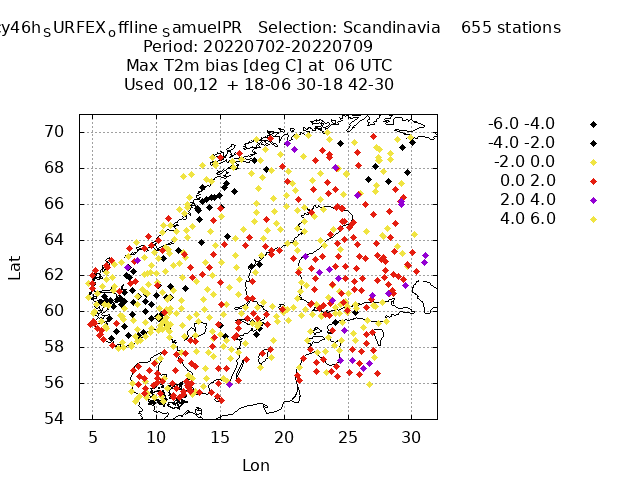 cy46h_SURFEX_offline_SamuelPR Selection: Scandinavia 655 stations
Period: 20220702-20220709
Max T2m bias [deg C] at 06 UTC
Used 00,12 + 18-06 30-18 42-30
-6.0 -4.0
-4.0 -2.0
-2.0 0.0
0.0 2.0
2.0 4.0
4.0 6.0
70
68
66
64
62
60
58
56
54
Lat
5 10 15 20 25 30
Lon